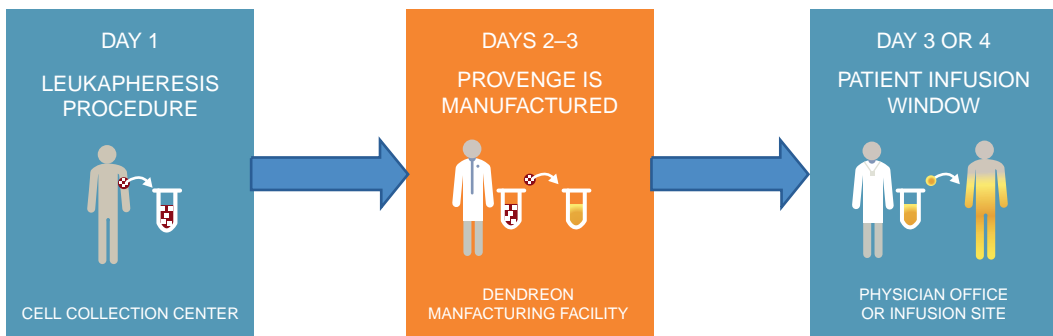 DAY 1
LEUKAPHERESIS
PROCEDURE
CELL COLLECTION CENTER
DAYS 2–3
PROVENGE IS
MANUFACTURED
DENDREON
MANFACTURING FACILITY
DAY 3 OR 4
PATIENT INFUSION
WINDOW
PHYSICIAN OFFICE
OR INFUSION SITE